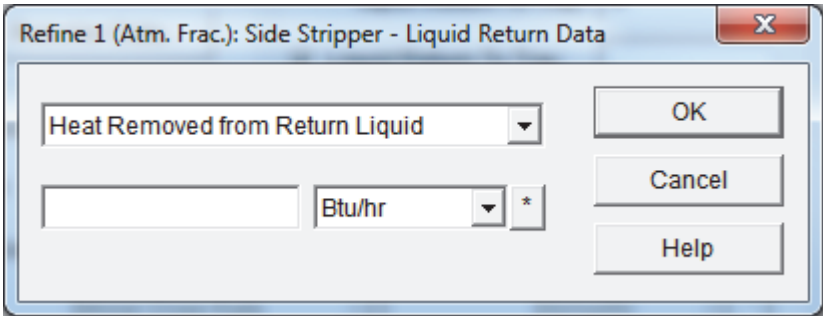 Refine 1 (Atm. Frac.): Side Stripper - Liquid Return Data
Heat Removed from Return Liquid
OK
Btu/hr
*
Cancel
Help